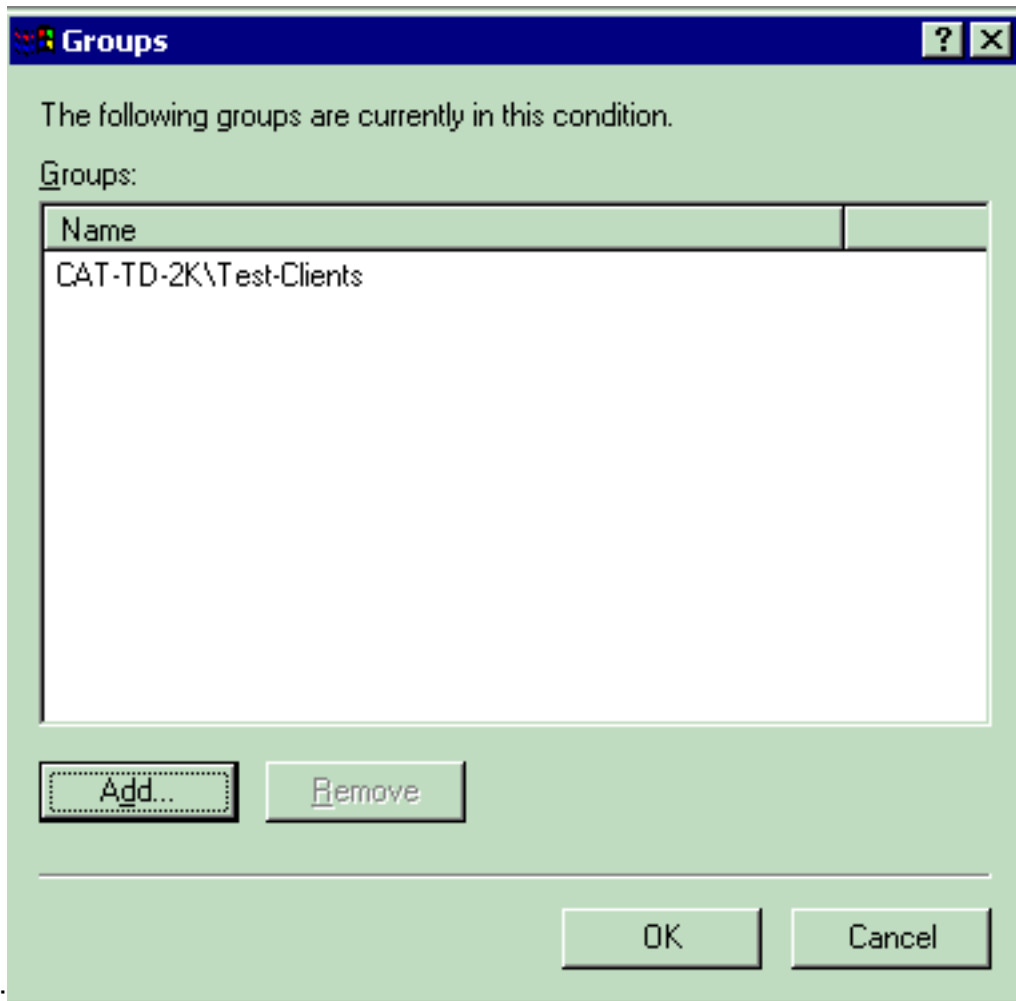 Groups
The following groups are currently in this condition.
Groups:
Name
CAT-TD-2K\Test-Clients
Add...
Remove
OK
Cancel
.